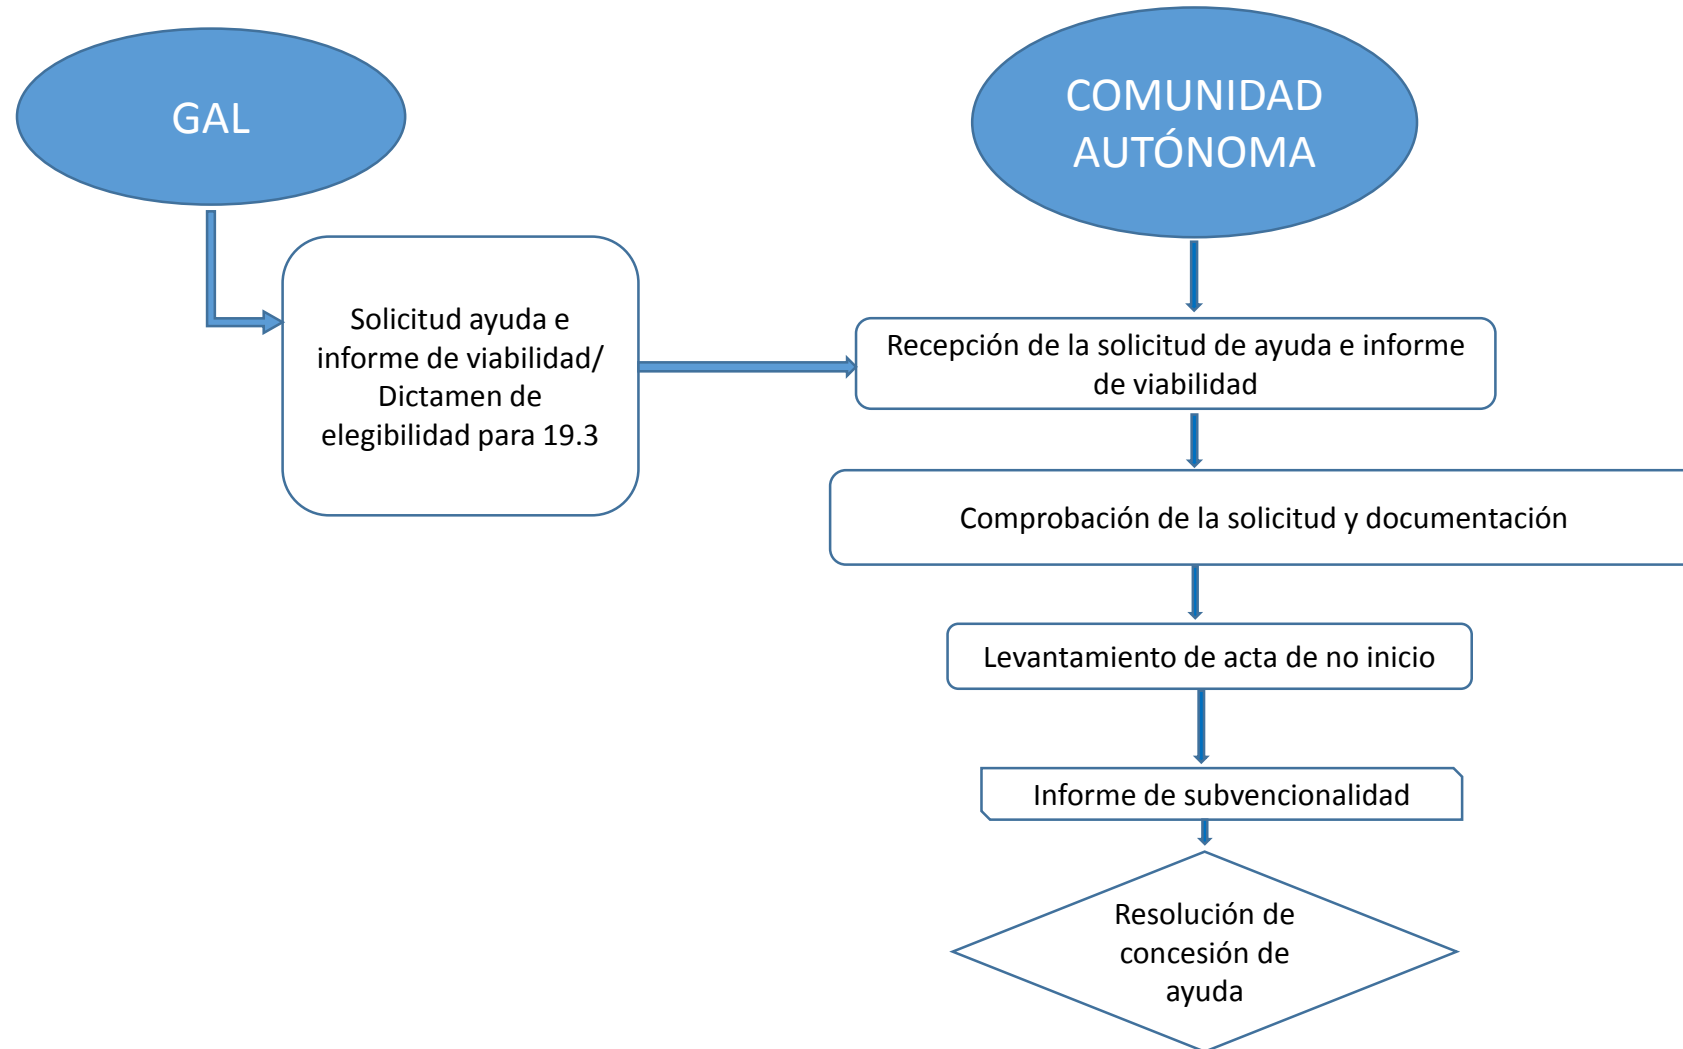 GAL
COMUNIDAD
AUTÓNOMA
Solicitud ayuda e
informe de viabilidad/
Dictamen de
elegibilidad para 19.3
Recepción de la solicitud de ayuda e informe
de viabilidad
Comprobación de la solicitud y documentación
Levantamiento de acta de no inicio
Informe de subvencionalidad
Resolución de
concesión de
ayuda